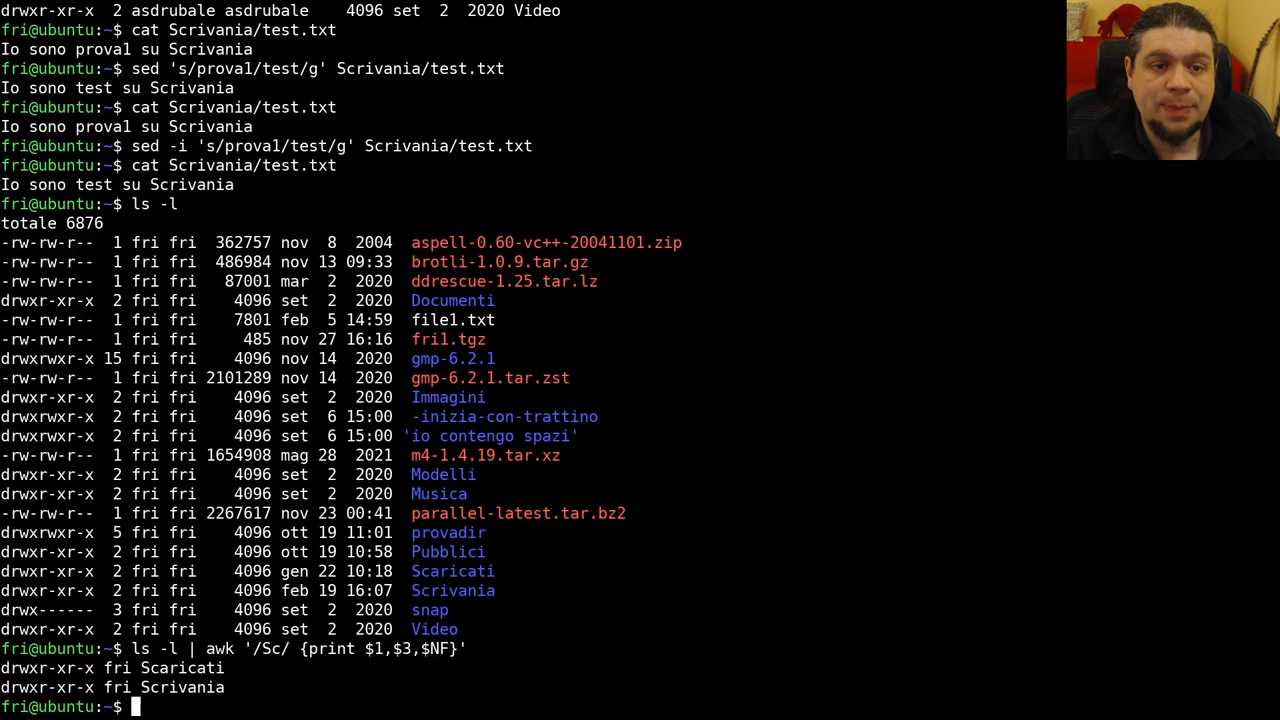 drwxr-xr-x  2 asdrubale asdrubale    4096 set  2  2020 Video
fri@ubuntu:~$ cat Scrivania/test.txt
Io sono prova1 su Scrivania
fri@ubuntu:~$ sed 's/prova1/test/g' Scrivania/test.txt
Io sono test su Scrivania
fri@ubuntu:~$ cat Scrivania/test.txt
Io sono prova1 su Scrivania
fri@ubuntu:~$ sed -i 's/prova1/test/g' Scrivania/test.txt
fri@ubuntu:~$ cat Scrivania/test.txt
Io sono test su Scrivania
fri@ubuntu:~$ ls -l
totale 6876
-rw-rw-r--  1 fri fri  362757 nov  8  2004  aspell-0.60-vc++-20041101.zip
-rw-rw-r--  1 fri fri  486984 nov 13 09:33  brotli-1.0.9.tar.gz
-rw-rw-r--  1 fri fri   87001 mar  2  2020  ddrescue-1.25.tar.lz
drwxr-xr-x  2 fri fri    4096 set  2  2020  Documenti
-rw-rw-r--  1 fri fri    7801 feb  5 14:59  file1.txt
-rw-rw-r--  1 fri fri     485 nov 27 16:16  fri1.tgz
drwxrwxr-x 15 fri fri    4096 nov 14  2020  gmp-6.2.1
-rw-rw-r--  1 fri fri 2101289 nov 14  2020  gmp-6.2.1.tar.zst
drwxr-xr-x  2 fri fri    4096 set  2  2020  Immagini
drwxrwxr-x  2 fri fri    4096 set  6 15:00  -inizia-con-trattino
drwxrwxr-x  2 fri fri    4096 set  6 15:00 'io contengo spazi'
-rw-rw-r--  1 fri fri 1654908 mag 28  2021  m4-1.4.19.tar.xz
drwxr-xr-x  2 fri fri    4096 set  2  2020  Modelli
drwxr-xr-x  2 fri fri    4096 set  2  2020  Musica
-rw-rw-r--  1 fri fri 2267617 nov 23 00:41  parallel-latest.tar.bz2
drwxrwxr-x  5 fri fri    4096 ott 19 11:01  provadir
drwxr-xr-x  2 fri fri    4096 ott 19 10:58  Pubblici
drwxr-xr-x  2 fri fri    4096 gen 22 10:18  Scaricati
drwxr-xr-x  2 fri fri    4096 feb 19 16:07  Scrivania
drwx------  3 fri fri    4096 set  2  2020  snap
drwxr-xr-x  2 fri fri    4096 set  2  2020  Video
fri@ubuntu:~$ ls -l | awk '/Sc/ {print $1,$3,$NF}'
drwxr-xr-x fri Scaricati
drwxr-xr-x fri Scrivania
fri@ubuntu:~$